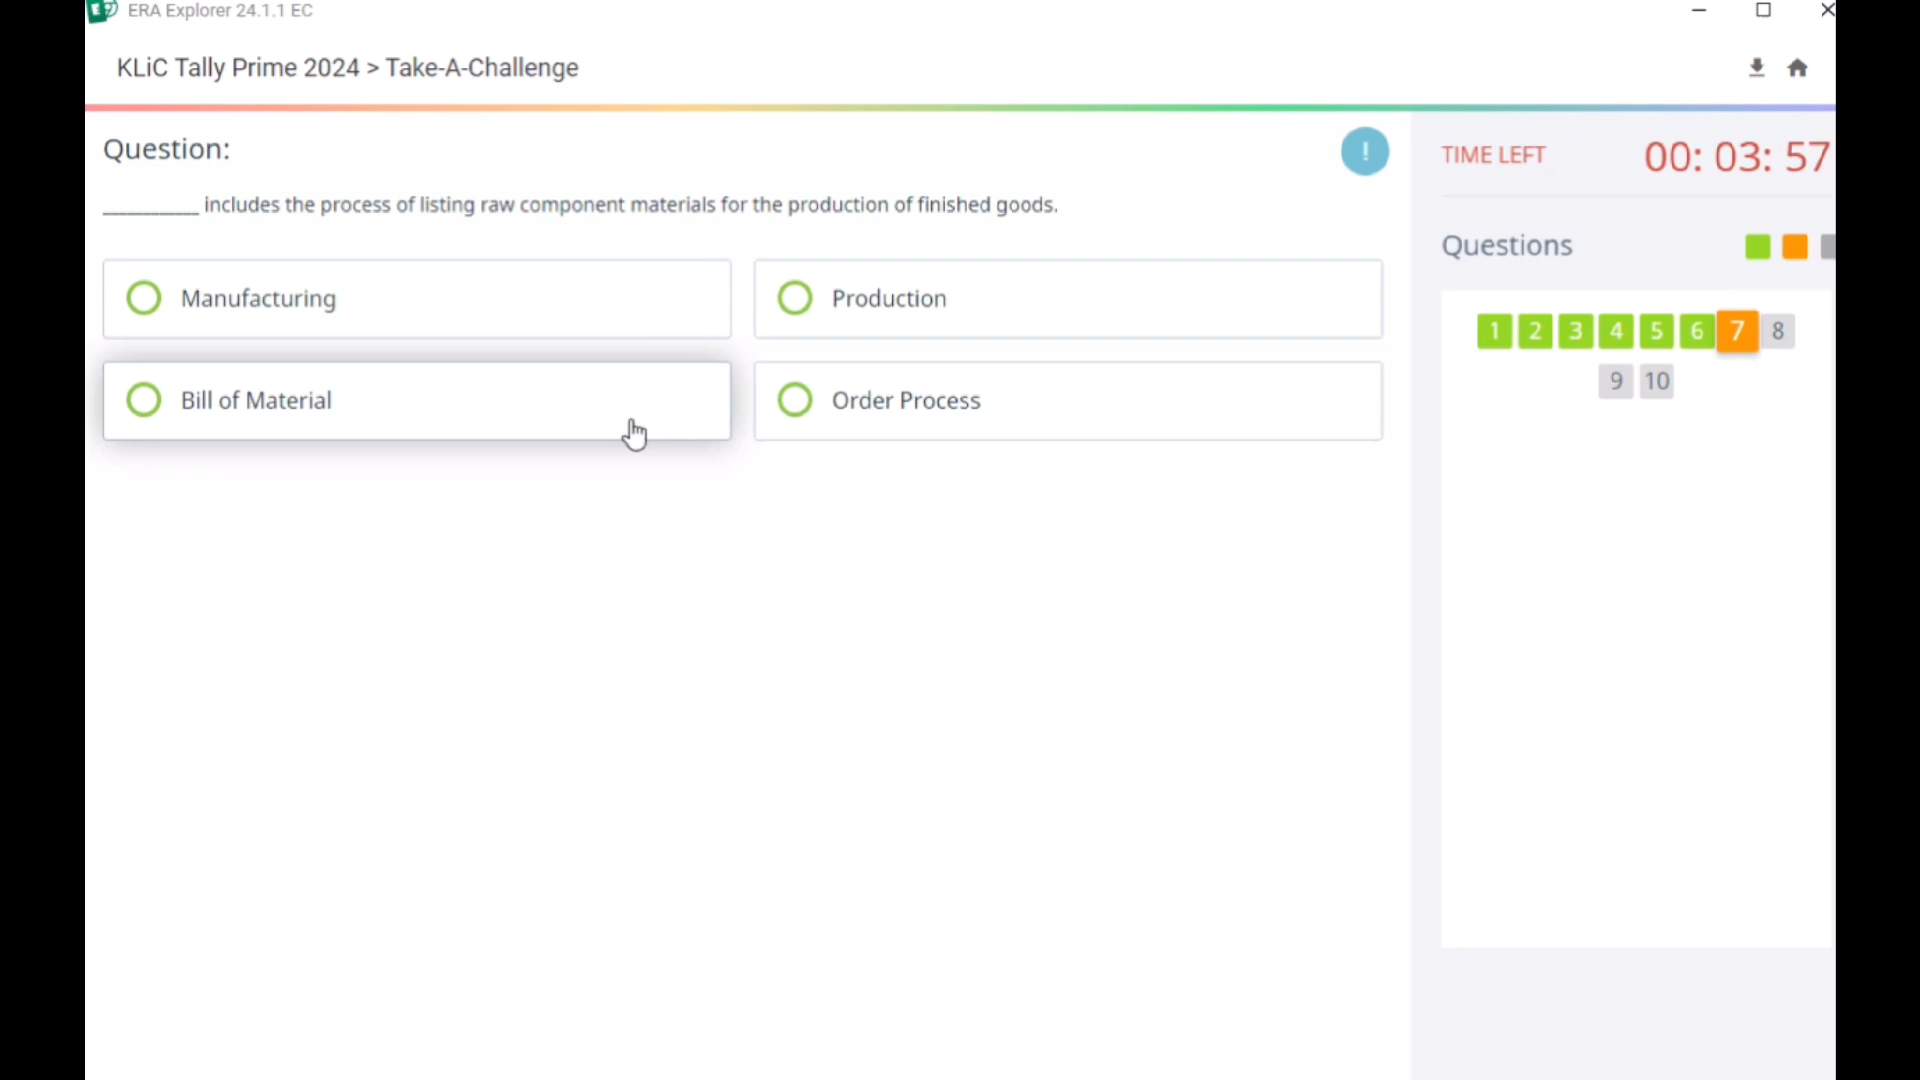 ERA Explorer 24.1.1 EC
KLiC Tally Prime 2024 > Take-A-Challenge
Question:
TIME LEFT 00: 03: 57
__________ includes the process of listing raw component materials for the production of finished goods.
Questions
Manufacturing
Production
1 2 3 4 5 6 7 8
9 10
Bill of Material
Order Process